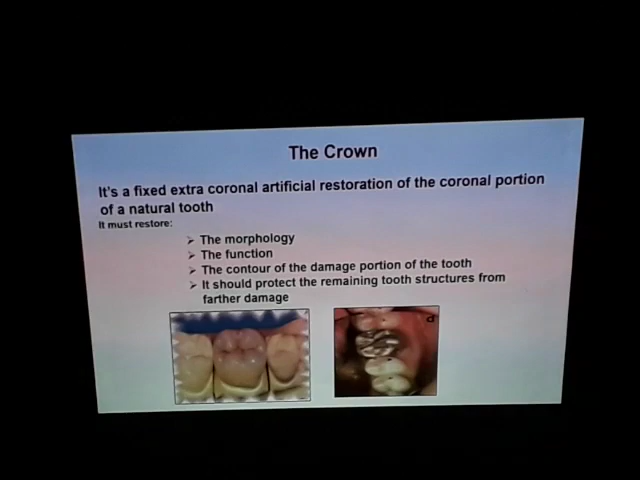 The Crown
It's a fixed extra coronal artificial restoration of the coronal portion
of a natural tooth
It must restore:
➢ The morphology
➢ The function
➢ The contour of the damage portion of the tooth
➢ It should protect the remaining tooth structures from
farther damage
d